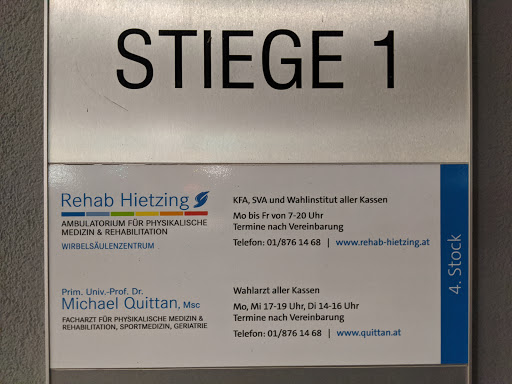 STIEGE 1
Rehab Hietzing
AMBULATORIUM FÜR PHYSIKALISCHE
MEDIZIN & REHABILITATION
WIRBELSÄULENZENTRUM
KFA, SVA und Wahlinstitut aller Kassen
Mo bis Fr von 7-20 Uhr
Termine nach Vereinbarung
Telefon: 01/876 14 68 | www.rehab-hietzing.at
Prim. Univ.-Prof. Dr.
Michael Quittan, MSc
FACHARZT FÜR PHYSIKALISCHE MEDIZIN &
REHABILITATION, SPORTMEDIZIN, GERIATRIE
Wahlarzt aller Kassen
Mo, Mi 17-19 Uhr, Di 14-16 Uhr
Termine nach Vereinbarung
Telefon: 01/876 14 68 | www.quittan.at
4. Stock